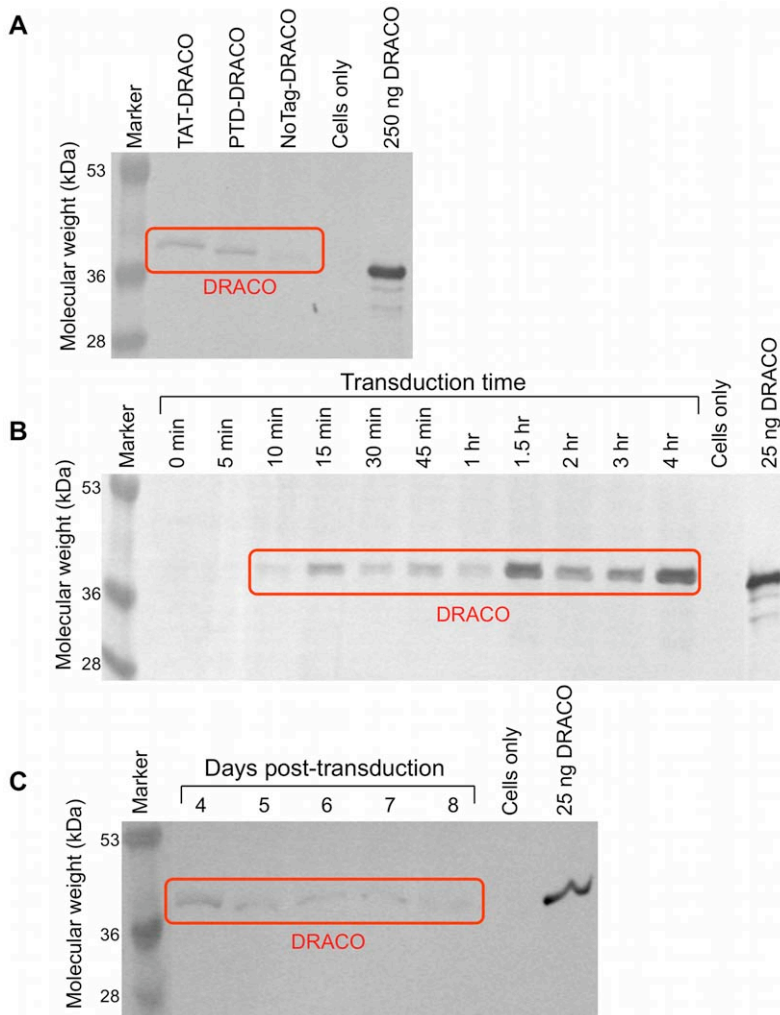 A
Marker
TAT-DRACO
PTD-DRACO
NoTag-DRACO
Cells only
250 ng DRACO
Molecular weight (kDa)
53
36
28
DRACO
B
Transduction time
Marker
0 min
5 min
10 min
15 min
30 min
45 min
1 hr
1.5 hr
2 hr
3 hr
4 hr
Cells only
25 ng DRACO
Molecular weight (kDa)
53
36
28
DRACO
C
Days post-transduction
Marker
4 5 6 7 8
Cells only
25 ng DRACO
Molecular weight (kDa)
53
36
28
DRACO